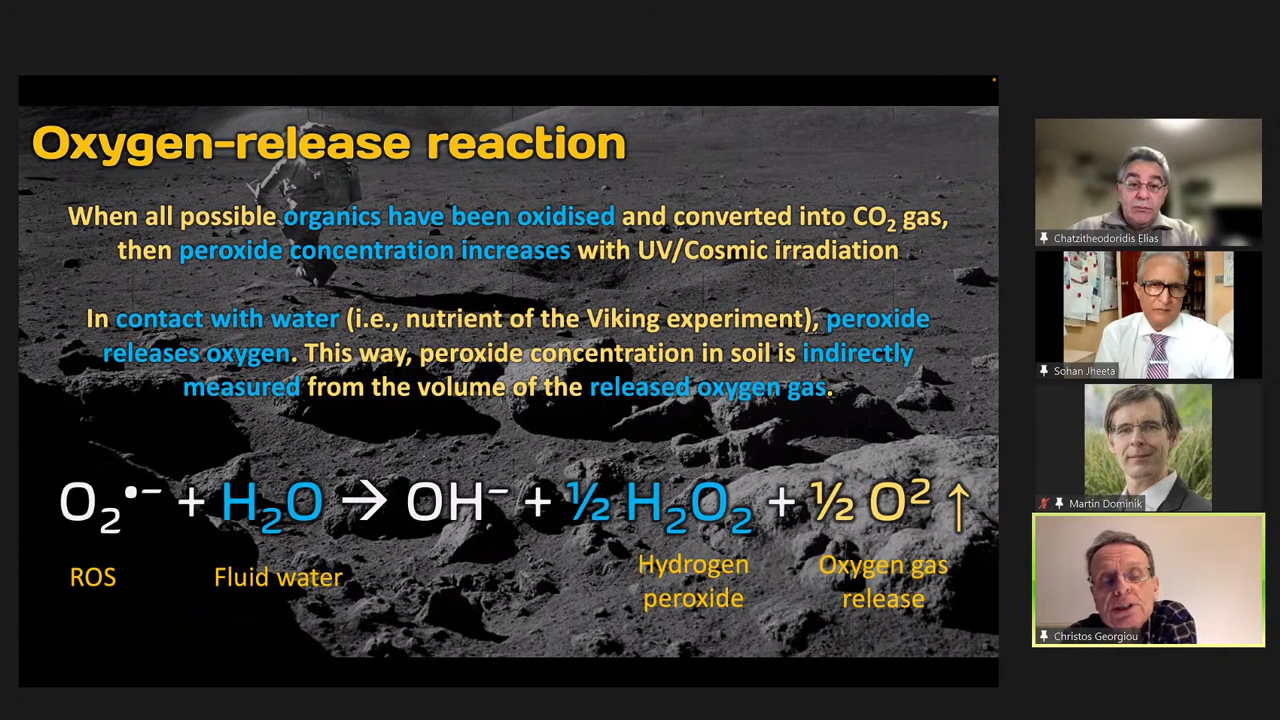 Oxygen-release reaction
When all possible organics have been oxidised and converted into CO₂ gas,
then peroxide concentration increases with UV/Cosmic irradiation
In contact with water (i.e., nutrient of the Viking experiment), peroxide
releases oxygen. This way, peroxide concentration in soil is indirectly
measured from the volume of the released oxygen gas.
O₂•⁻ + H₂O → OH⁻ + ½ H₂O₂ + ½ O² ↑
ROS
Fluid water
Hydrogen
peroxide
Oxygen gas
release
Chatzitheodoridis Elias
Sohan Jheeta
Martin Dominik
Christos Georgiou